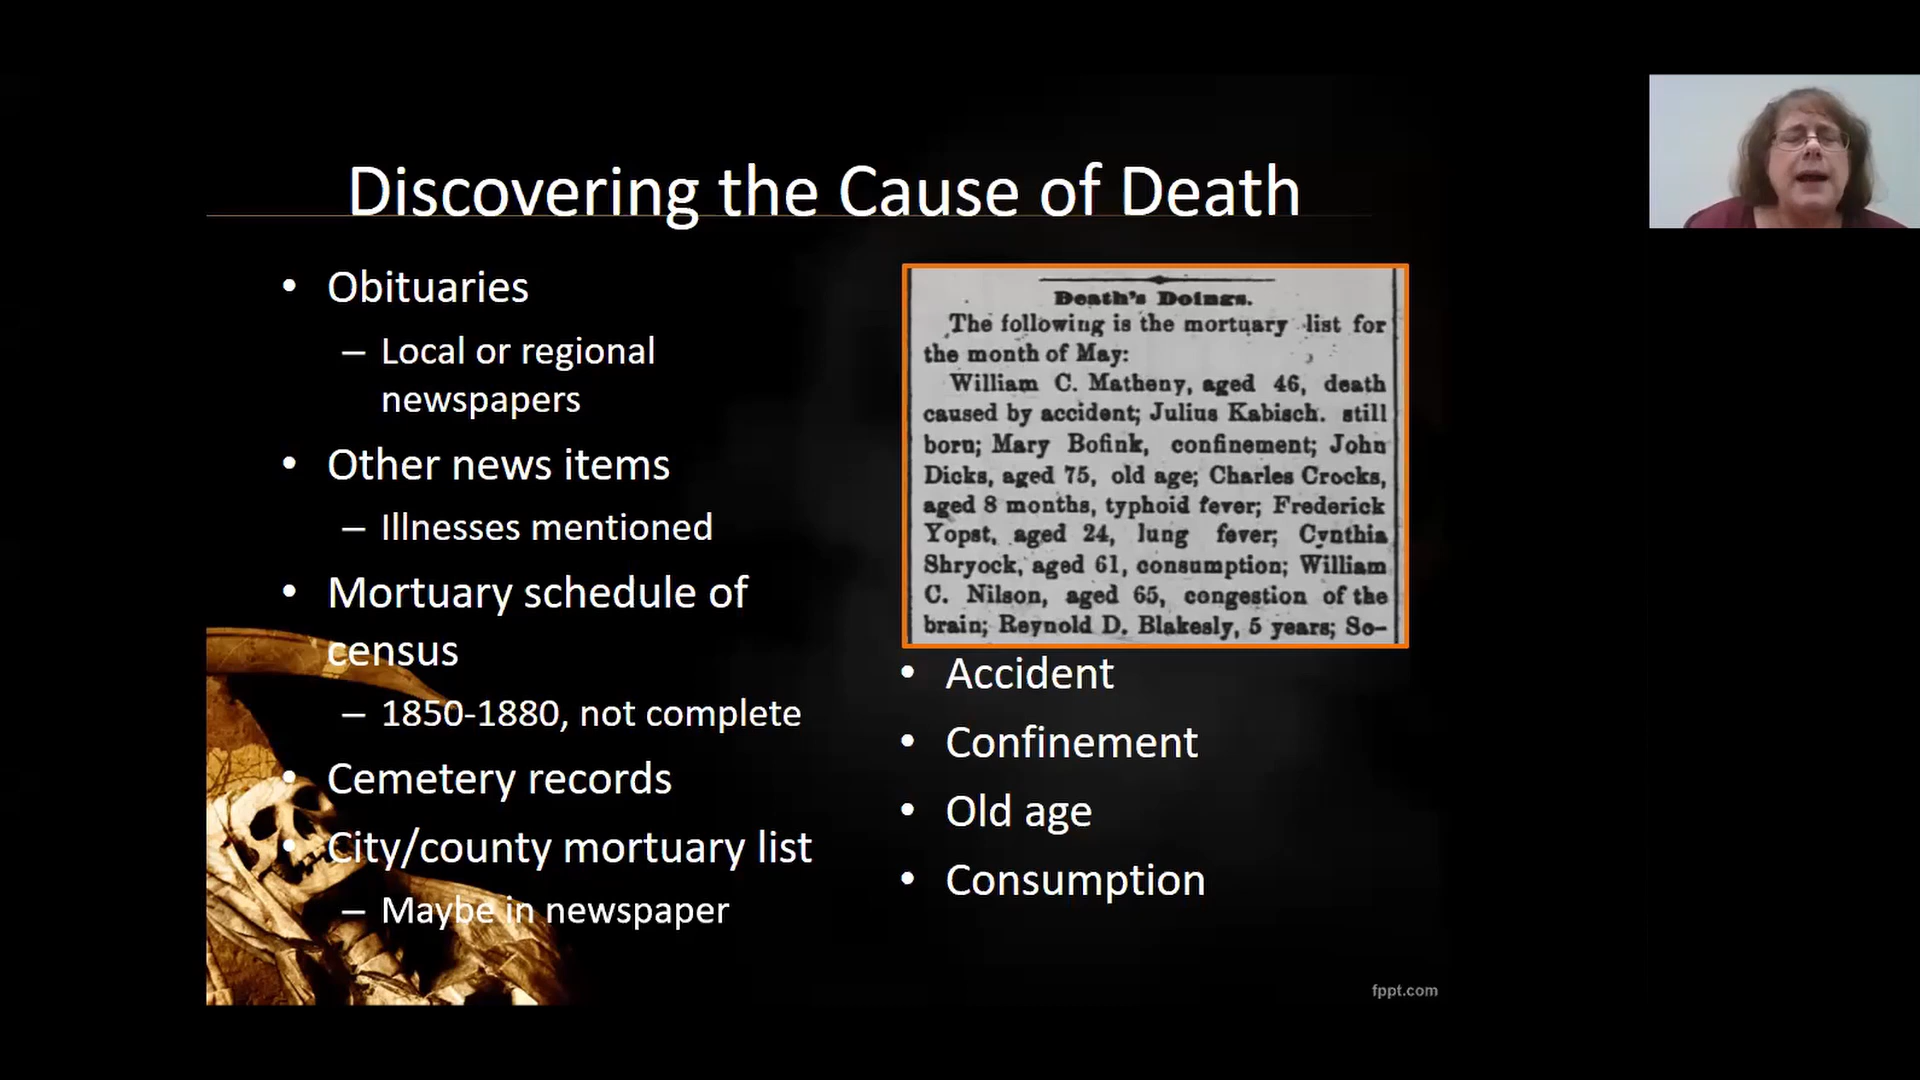 Discovering the Cause of Death
• Obituaries
– Local or regional
newspapers
• Other news items
– Illnesses mentioned
• Mortuary schedule of
census
– 1850-1880, not complete
• Cemetery records
• City/county mortuary list
– Maybe in newspaper
Death's Doings.
The following is the mortuary list for
the month of May:
William C. Matheny, aged 46, death
caused by accident; Julius Kabisch. still
born; Mary Bofink, confinement; John
Dicks, aged 75, old age; Charles Crocks,
aged 8 months, typhoid fever; Frederick
Yopst, aged 24, lung fever; Cynthia
Shryock, aged 61, consumption; William
C. Nilson, aged 65, congestion of the
brain; Reynold D. Blakesly, 5 years; So-
• Accident
• Confinement
• Old age
• Consumption
fppt.com